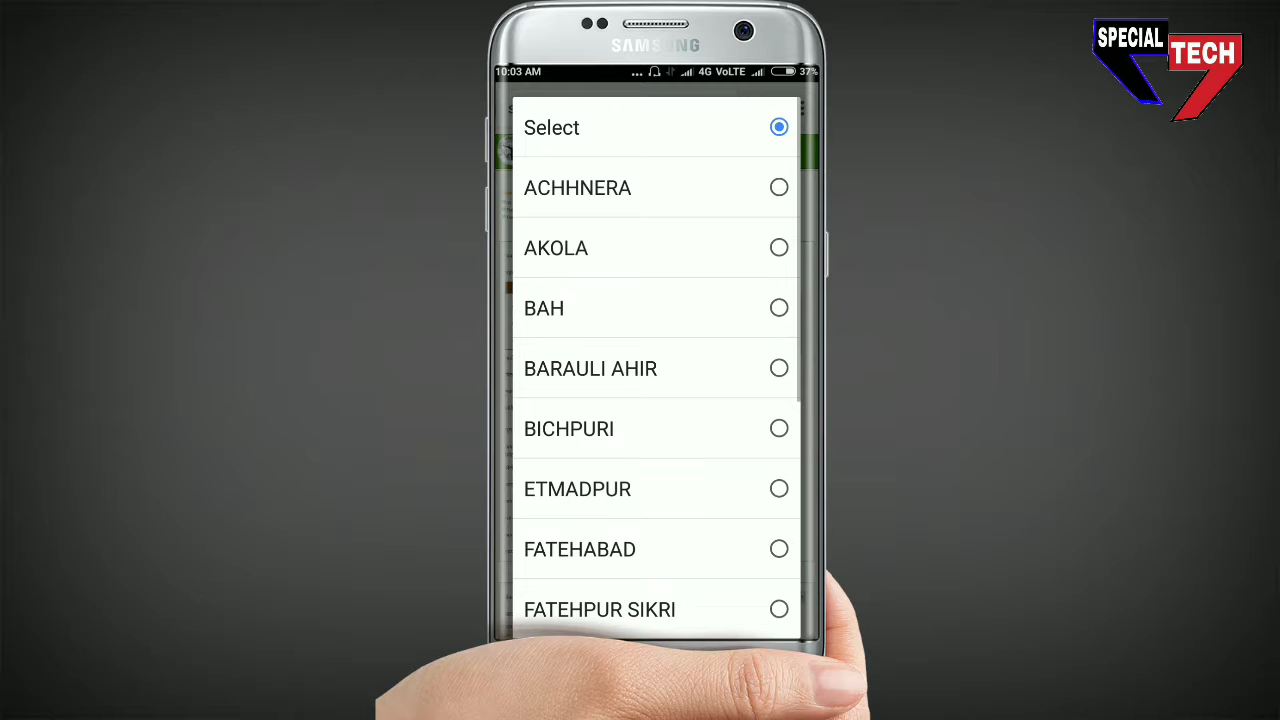 SPECIAL
TECH
SAMSUNG
10:03 AM
... 4G VoLTE 37%
Select
ACHHNERA
AKOLA
BAH
BARAULI AHIR
BICHPURI
ETMADPUR
FATEHABAD
FATEHPUR SIKRI